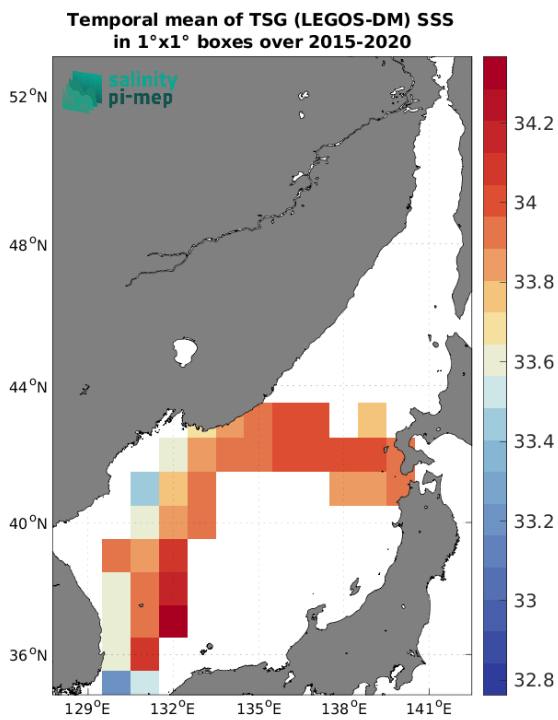 Temporal mean of TSG (LEGOS-DM) SSS
in 1°x1° boxes over 2015-2020
salinity
pi-mep
52°N
48°N
44°N
40°N
36°N
129°E
132°E
135°E
138°E
141°E
34.2
34
33.8
33.6
33.4
33.2
33
32.8